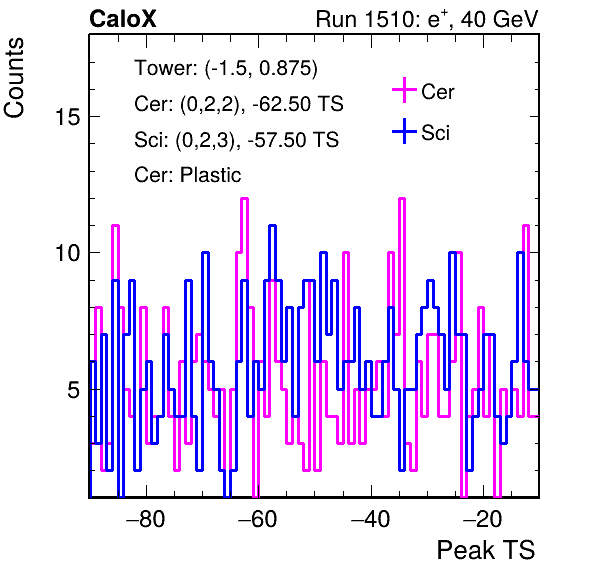 CaloX Run 1510: e⁺, 40 GeV
Counts
Tower: (-1.5, 0.875)
Cer: (0,2,2), -62.50 TS
Sci: (0,2,3), -57.50 TS
Cer: Plastic
Cer
Sci
15
10
5
−80 −60 −40 −20
Peak TS